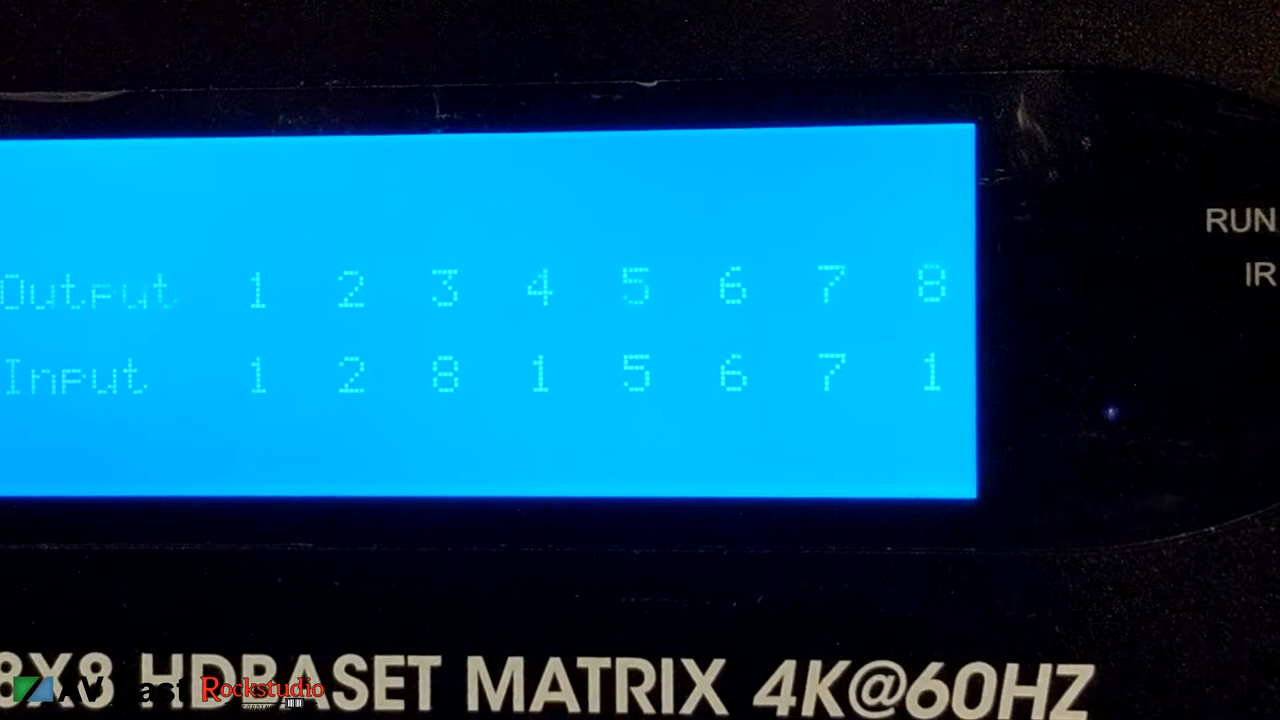 RUN
IR
Output 1 2 3 4 5 6 7 8
Input 1 2 8 1 5 6 7 1
8X8 HDBASET MATRIX 4K@60HZ
Rockstudio